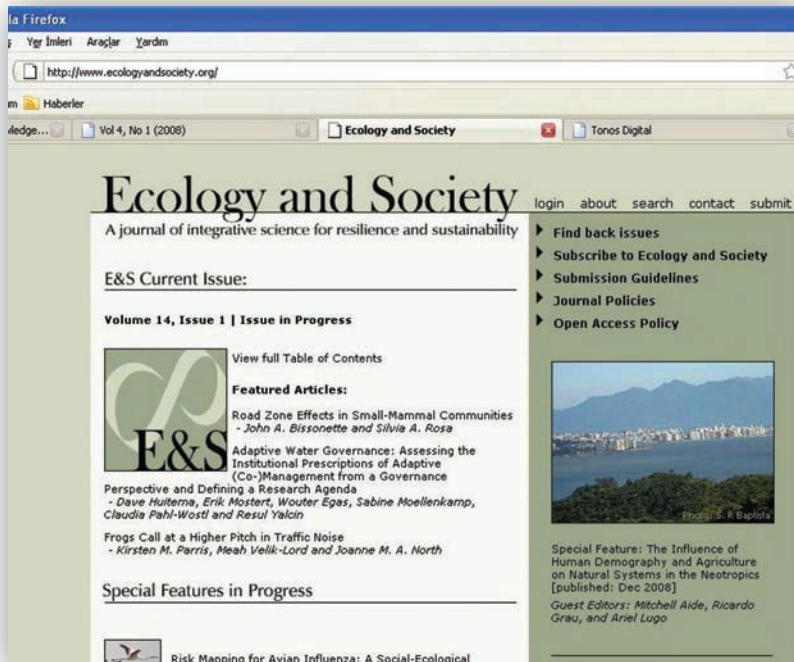 la Firefox
Yer İmleri Araçlar Yardım
http://www.ecologyandsociety.org/
Haberler
Vol 4, No 1 (2008)
Ecology and Society
Tonos Digital
Ecology and Society
login about search contact submit
A journal of integrative science for resilience and sustainability
Find back issues
Subscribe to Ecology and Society
Submission Guidelines
Journal Policies
Open Access Policy
E&S Current Issue:
Volume 14, Issue 1 | Issue in Progress
E&S
View full Table of Contents
Featured Articles:
Road Zone Effects in Small-Mammal Communities
- John A. Bissonette and Silvia A. Rosa
Adaptive Water Governance: Assessing the
Institutional Prescriptions of Adaptive
(Co-)Management from a Governance
Perspective and Defining a Research Agenda
- Dave Huitema, Erik Mostert, Wouter Egas, Sabine Moellenkamp,
Claudia Pahl-Wostl and Resul Yalcin
Frogs Call at a Higher Pitch in Traffic Noise
- Kirsten M. Parris, Meah Velik-Lord and Joanne M. A. North
Photo: S. R Baptista
Special Feature: The Influence of
Human Demography and Agriculture
on Natural Systems in the Neotropics
[published: Dec 2008]
Guest Editors: Mitchell Aide, Ricardo
Grau, and Ariel Lugo
Special Features in Progress
Risk Mapping for Avian Influenza: A Social-Ecological